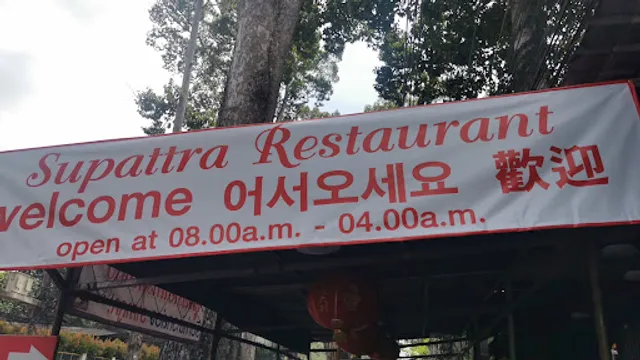 Supattra Restaurant
welcome 어서오세요 歡迎
open at 08.00a.m. - 04.00a.m.